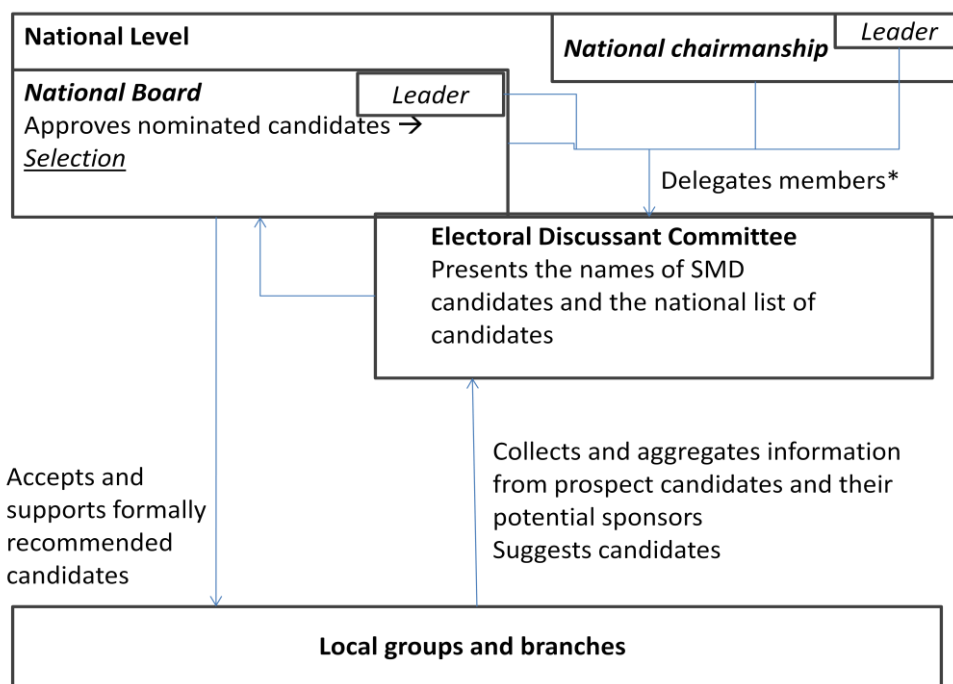 National Level
National chairmanship
Leader
National Board
Leader
Approves nominated candidates →
Selection
Delegates members*
Electoral Discussant Committee
Presents the names of SMD
candidates and the national list of
candidates
Accepts and
supports formally
recommended
candidates
Collects and aggregates information
from prospect candidates and their
potential sponsors
Suggests candidates
Local groups and branches